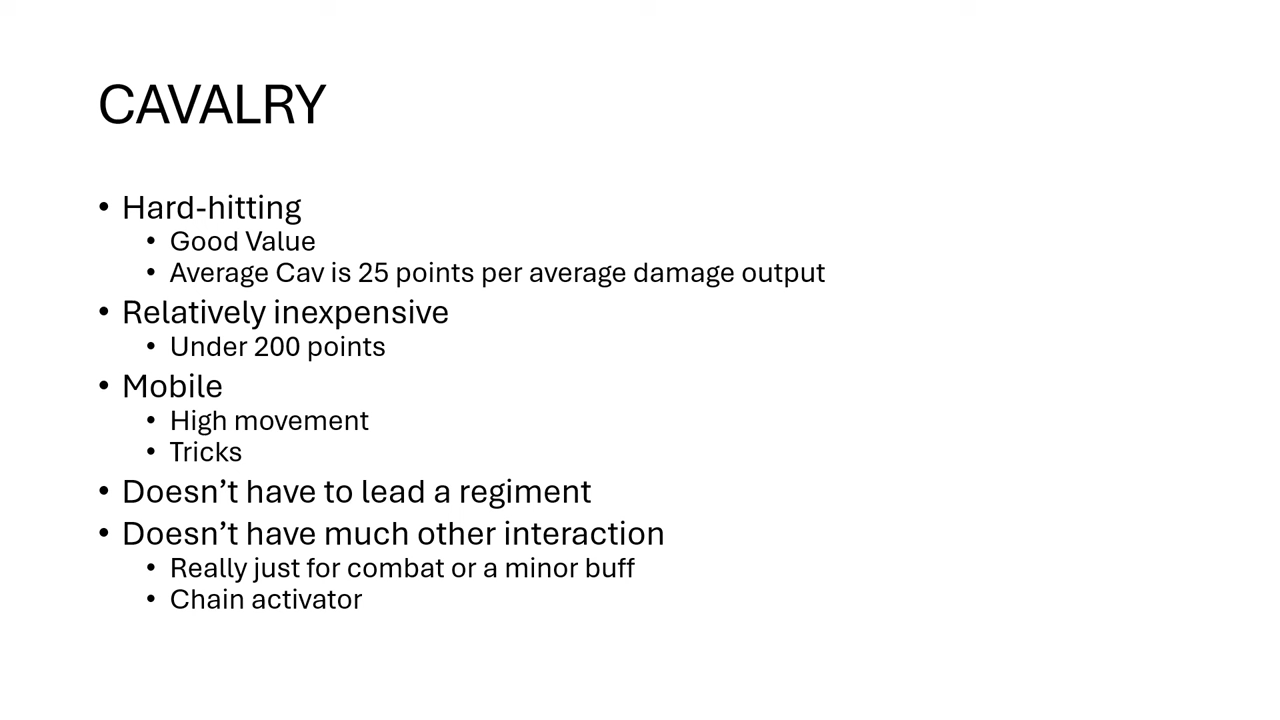 CAVALRY
• Hard-hitting
• Good Value
• Average Cav is 25 points per average damage output
• Relatively inexpensive
• Under 200 points
• Mobile
• High movement
• Tricks
• Doesn’t have to lead a regiment
• Doesn’t have much other interaction
• Really just for combat or a minor buff
• Chain activator